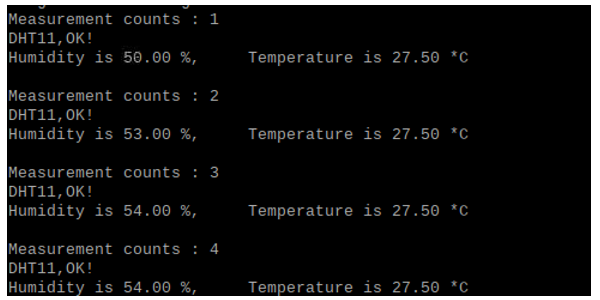 Measurement counts : 1
DHT11,OK!
Humidity is 50.00 %,     Temperature is 27.50 *C
Measurement counts : 2
DHT11,OK!
Humidity is 53.00 %,     Temperature is 27.50 *C
Measurement counts : 3
DHT11,OK!
Humidity is 54.00 %,     Temperature is 27.50 *C
Measurement counts : 4
DHT11,OK!
Humidity is 54.00 %,     Temperature is 27.50 *C